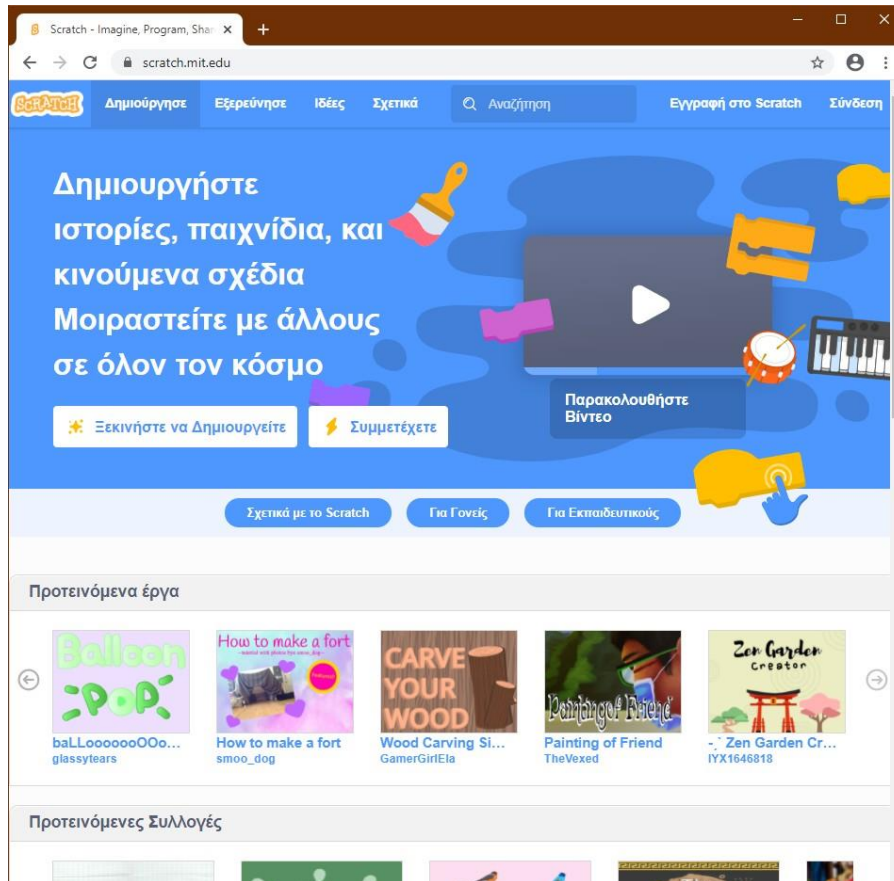 Scratch - Imagine, Program, Shar
scratch.mit.edu
SCRATCH Δημιούργησε Εξερεύνησε Ιδέες Σχετικά Αναζήτηση Εγγραφή στο Scratch Σύνδεση
Δημιουργήστε
ιστορίες, παιχνίδια, και
κινούμενα σχέδια
Μοιραστείτε με άλλους
σε όλον τον κόσμο
Παρακολουθήστε
Βίντεο
Ξεκινήστε να Δημιουργείτε Συμμετέχετε
Σχετικά με το Scratch Για Γονείς Για Εκπαιδευτικούς
Προτεινόμενα έργα
Balloon
POP
How to make a fort
CARVE
YOUR
WOOD
Painting of Friend
Zen Garden
Creator
baLLooooooOOo... How to make a fort Wood Carving Si... Painting of Friend -ˏˋ Zen Garden Cr...
glassytears smoo_dog GamerGirlEla TheVexed IYX1646818
Προτεινόμενες Συλλογές